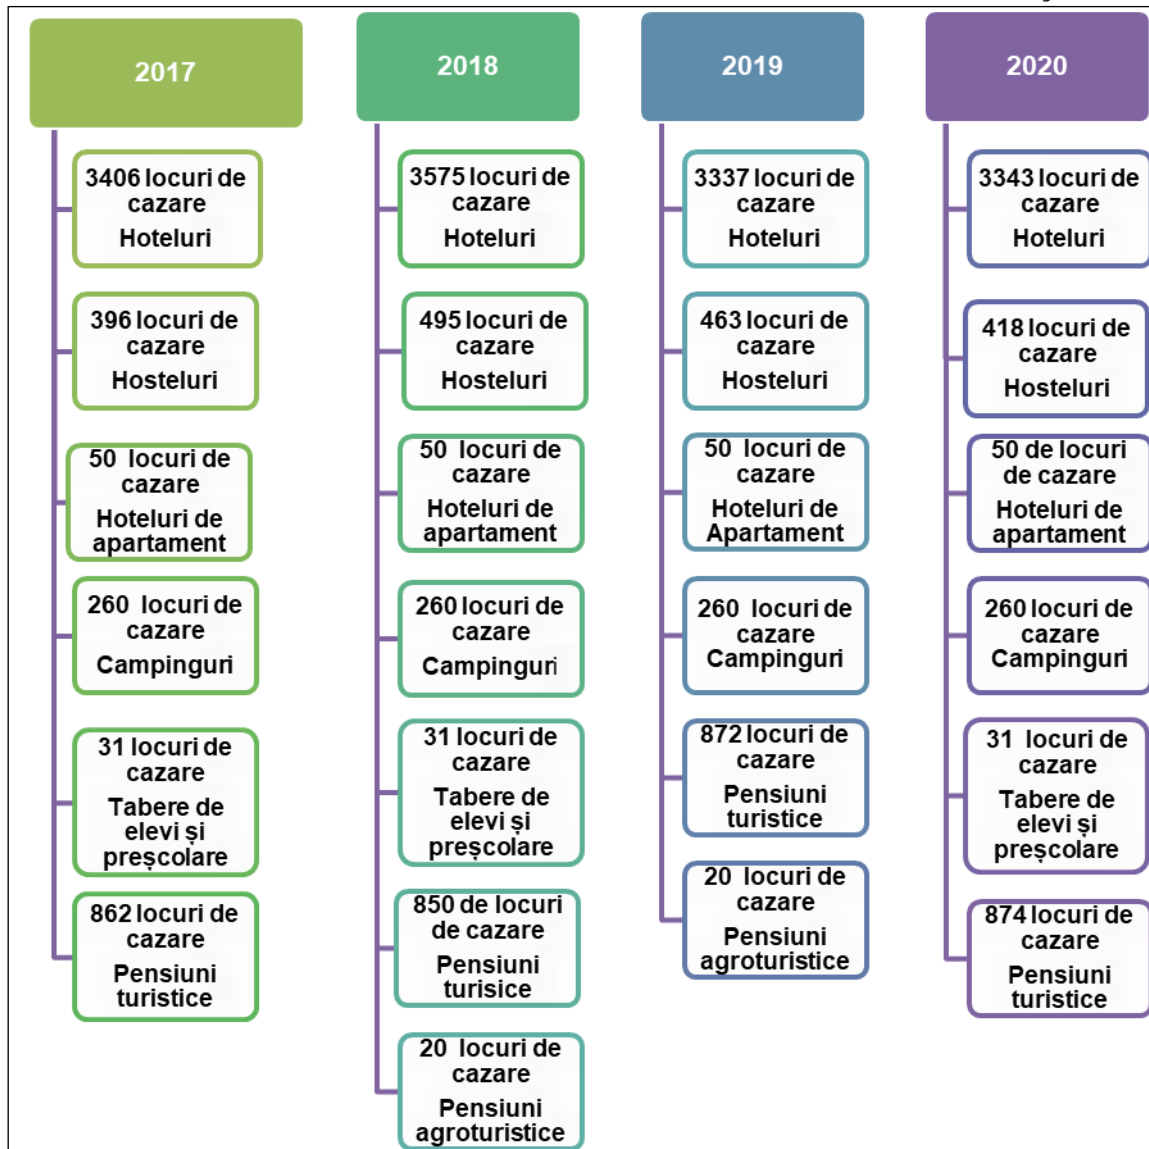 2017
3406 locuri de
cazare
Hoteluri
396 locuri de
cazare
Hosteluri
50 locuri de
cazare
Hoteluri de
apartament
260 locuri de
cazare
Campinguri
31 locuri de
cazare
Tabere de
elevi și
preșcolare
862 locuri de
cazare
Pensiuni
turistice
2018
3575 locuri de
cazare
Hoteluri
495 locuri de
cazare
Hosteluri
50 locuri de
cazare
Hoteluri de
apartament
260 locuri de
cazare
Campinguri
31 locuri de
cazare
Tabere de
elevi și
preșcolare
850 de locuri
de cazare
Pensiuni
turisice
20 locuri de
cazare
Pensiuni
agroturistice
2019
3337 locuri de
cazare
Hoteluri
463 locuri de
cazare
Hosteluri
50 locuri de
cazare
Hoteluri de
Apartament
260 locuri de
cazare
Campinguri
872 locuri de
cazare
Pensiuni
turistice
20 locuri de
cazare
Pensiuni
agroturistice
2020
3343 locuri de
cazare
Hoteluri
418 locuri de
cazare
Hosteluri
50 de locuri
de cazare
Hoteluri de
apartament
260 locuri de
cazare
Campinguri
31 locuri de
cazare
Tabere de
elevi și
preșcolare
874 locuri de
cazare
Pensiuni
turistice